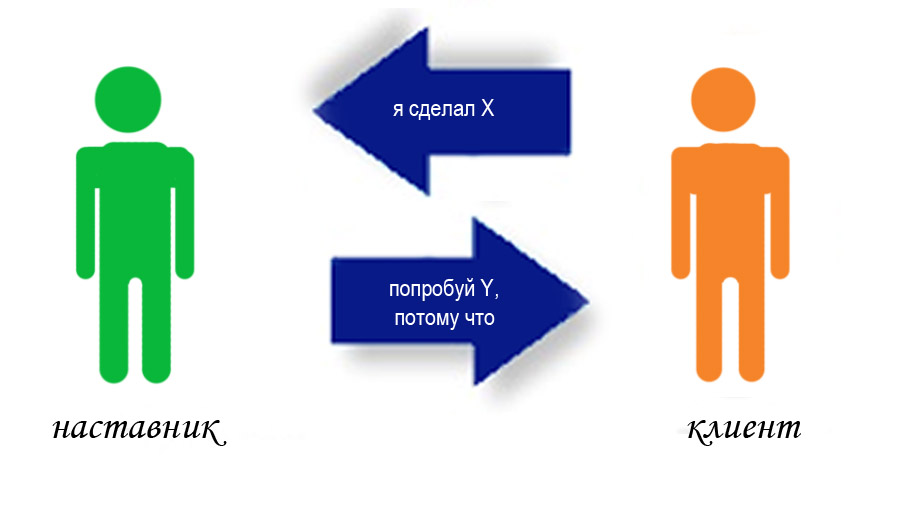 я сделал X
попробуй Y,
потому что
наставник
клиент